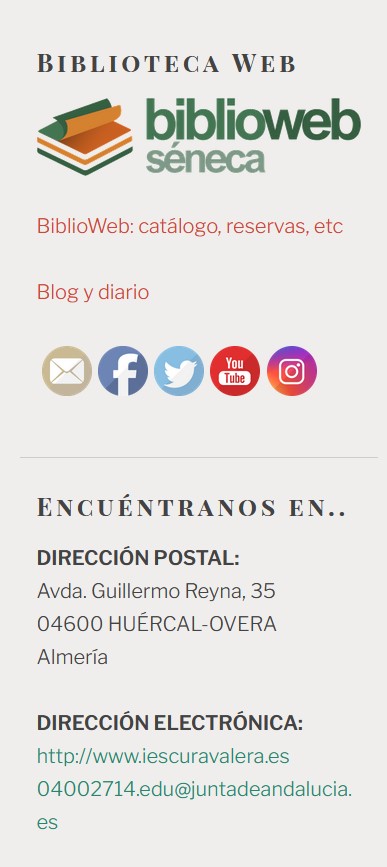 Biblioteca Web
biblioweb
séneca
BiblioWeb: catálogo, reservas, etc
Blog y diario
You
Tube
Encuéntranos en..
DIRECCIÓN POSTAL:
Avda. Guillermo Reyna, 35
04600 HUÉRCAL-OVERA
Almería
DIRECCIÓN ELECTRÓNICA:
http://www.iescuravalera.es
04002714.edu@juntadeandalucia.
es